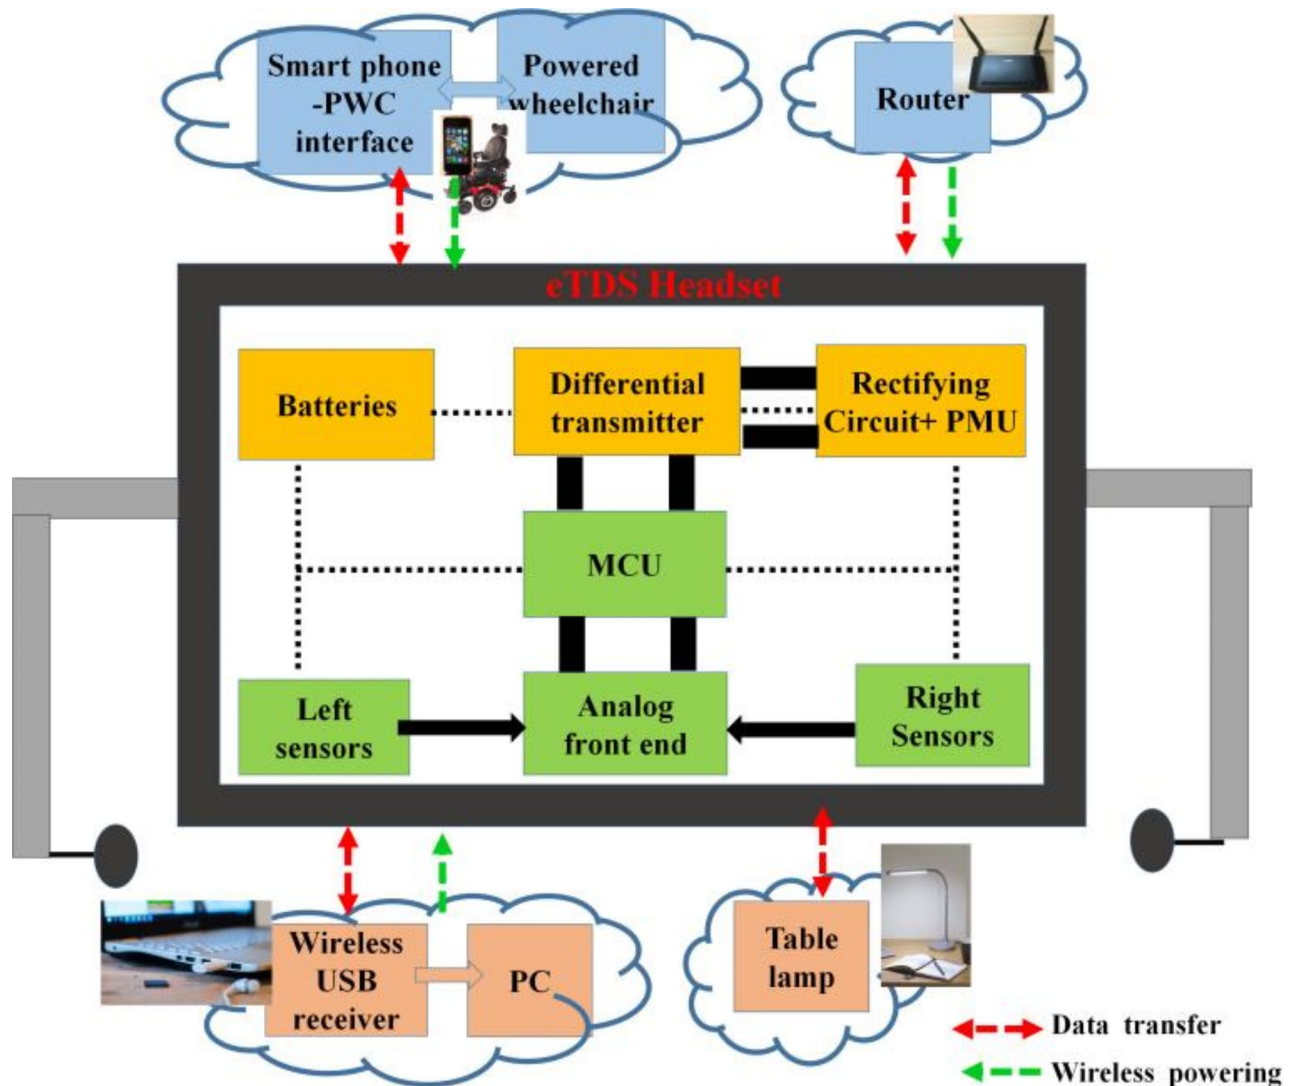 Smart phone
-PWC
interface
Powered
wheelchair
Router
eTDS Headset
Batteries
Differential
transmitter
Rectifying
Circuit+ PMU
MCU
Left
sensors
Analog
front end
Right
Sensors
Wireless
USB
receiver
PC
Table
lamp
Data transfer
Wireless powering